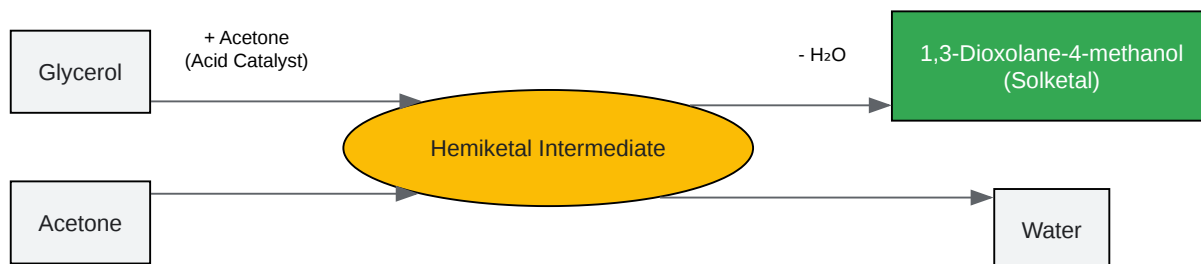 Glycerol
+ Acetone
(Acid Catalyst)
- H₂O
1,3-Dioxolane-4-methanol
(Solketal)
Hemiketal Intermediate
Acetone
Water